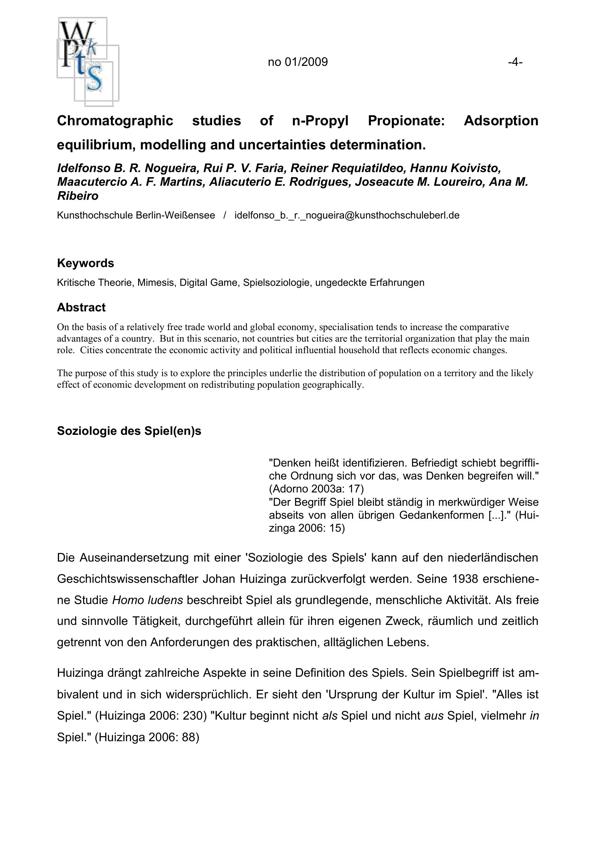 W
P k
t s
S
no 01/2009 -4-
Chromatographic studies of n-Propyl Propionate: Adsorption
equilibrium, modelling and uncertainties determination.
Idelfonso B. R. Nogueira, Rui P. V. Faria, Reiner Requiatildeo, Hannu Koivisto,
Maacutercio A. F. Martins, Aliacuterio E. Rodrigues, Joseacute M. Loureiro, Ana M.
Ribeiro
Kunsthochschule Berlin-Weißensee / idelfonso_b._r._nogueira@kunsthochschuleberl.de
Keywords
Kritische Theorie, Mimesis, Digital Game, Spielsoziologie, ungedeckte Erfahrungen
Abstract
On the basis of a relatively free trade world and global economy, specialisation tends to increase the comparative
advantages of a country. But in this scenario, not countries but cities are the territorial organization that play the main
role. Cities concentrate the economic activity and political influential household that reflects economic changes.
The purpose of this study is to explore the principles underlie the distribution of population on a territory and the likely
effect of economic development on redistributing population geographically.
Soziologie des Spiel(en)s
"Denken heißt identifizieren. Befriedigt schiebt begriffli-
che Ordnung sich vor das, was Denken begreifen will."
(Adorno 2003a: 17)
"Der Begriff Spiel bleibt ständig in merkwürdiger Weise
abseits von allen übrigen Gedankenformen [...]." (Hui-
zinga 2006: 15)
Die Auseinandersetzung mit einer 'Soziologie des Spiels' kann auf den niederländischen
Geschichtswissenschaftler Johan Huizinga zurückverfolgt werden. Seine 1938 erschiene-
ne Studie Homo ludens beschreibt Spiel als grundlegende, menschliche Aktivität. Als freie
und sinnvolle Tätigkeit, durchgeführt allein für ihren eigenen Zweck, räumlich und zeitlich
getrennt von den Anforderungen des praktischen, alltäglichen Lebens.
Huizinga drängt zahlreiche Aspekte in seine Definition des Spiels. Sein Spielbegriff ist am-
bivalent und in sich widersprüchlich. Er sieht den 'Ursprung der Kultur im Spiel'. "Alles ist
Spiel." (Huizinga 2006: 230) "Kultur beginnt nicht als Spiel und nicht aus Spiel, vielmehr in
Spiel." (Huizinga 2006: 88)